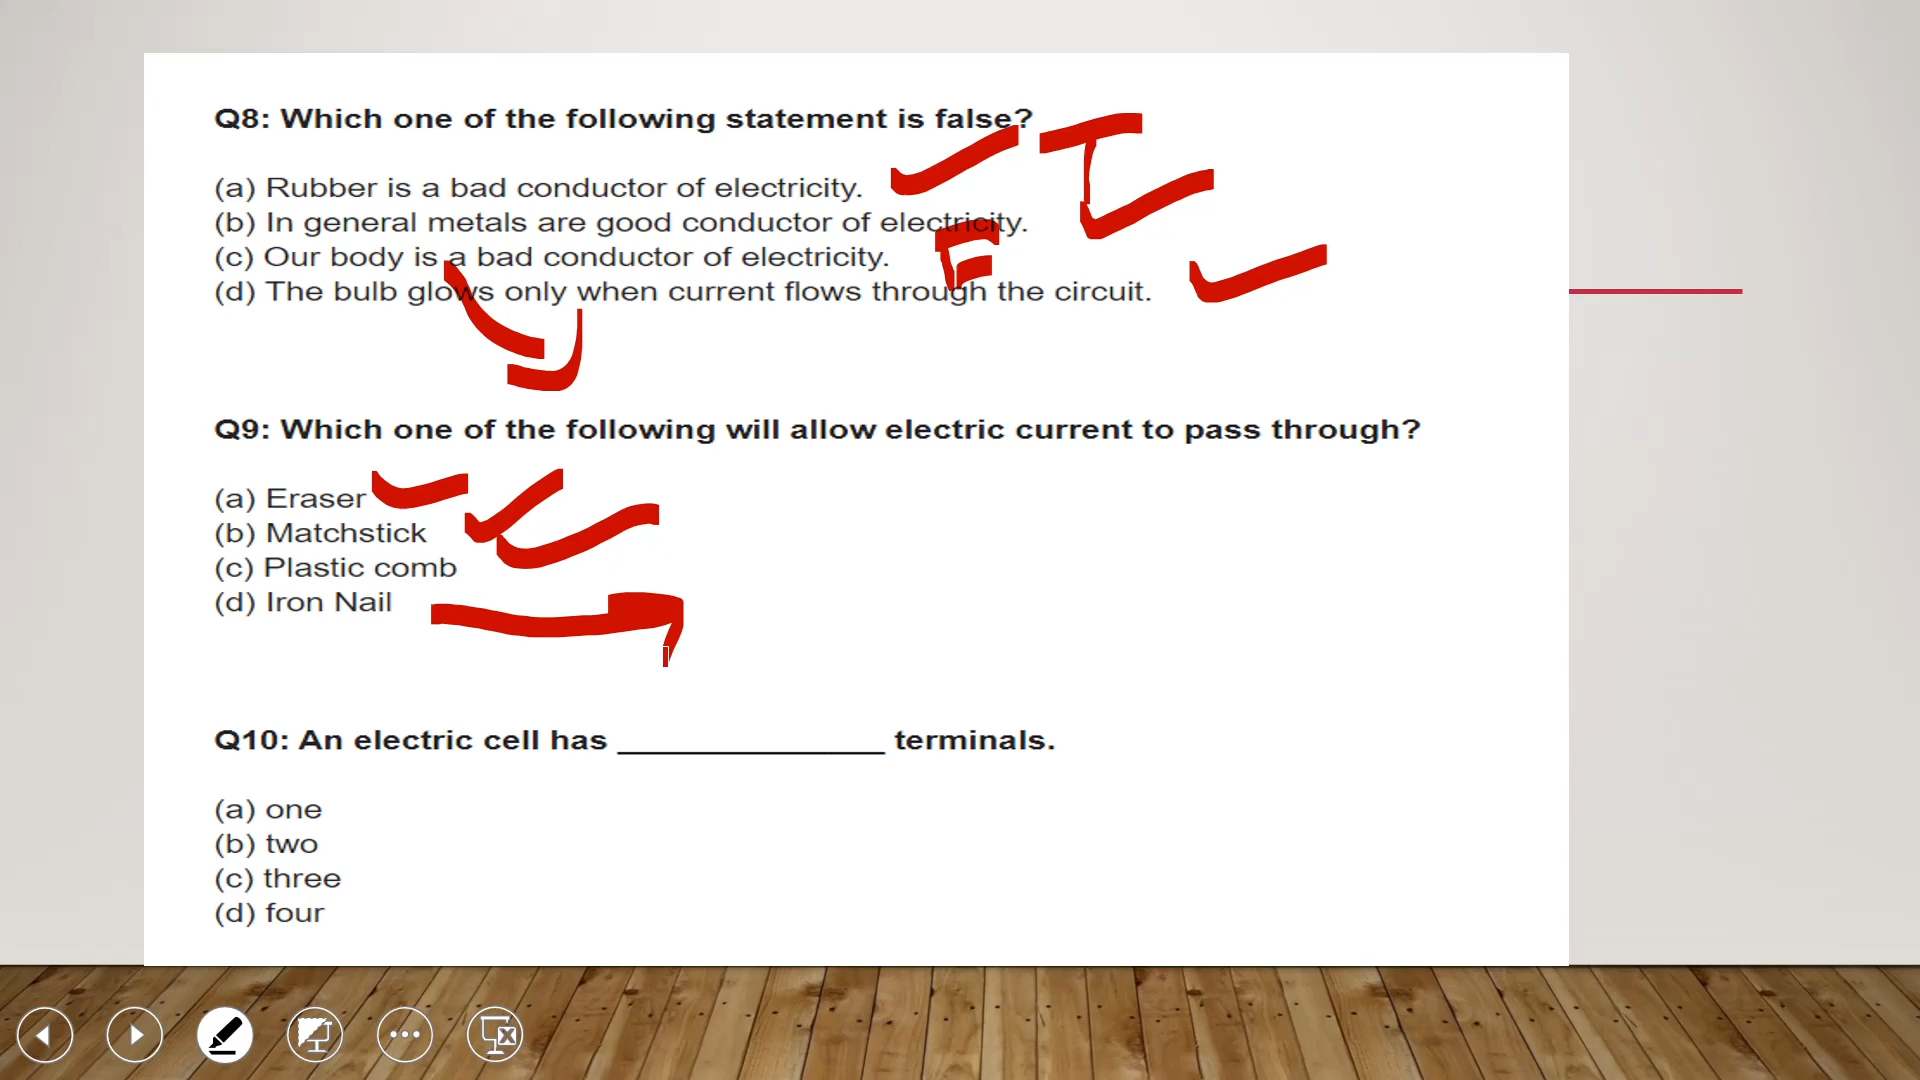 Q8: Which one of the following statement is false?
(a) Rubber is a bad conductor of electricity.
T
(b) In general metals are good conductor of electricity.
(c) Our body is a bad conductor of electricity.
F
(d) The bulb glows only when current flows through the circuit.
Q9: Which one of the following will allow electric current to pass through?
(a) Eraser
(b) Matchstick
(c) Plastic comb
(d) Iron Nail
Q10: An electric cell has ______________ terminals.
(a) one
(b) two
(c) three
(d) four